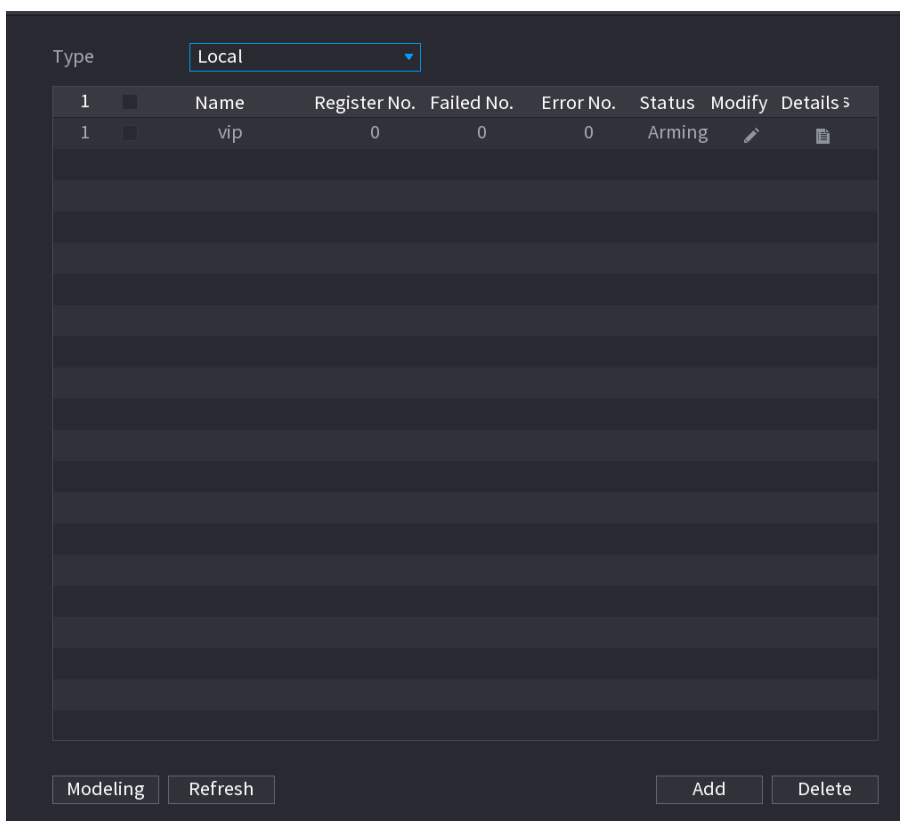 Type Local
1 Name Register No. Failed No. Error No. Status Modify Details s
1 vip 0 0 0 Arming
Modeling Refresh Add Delete